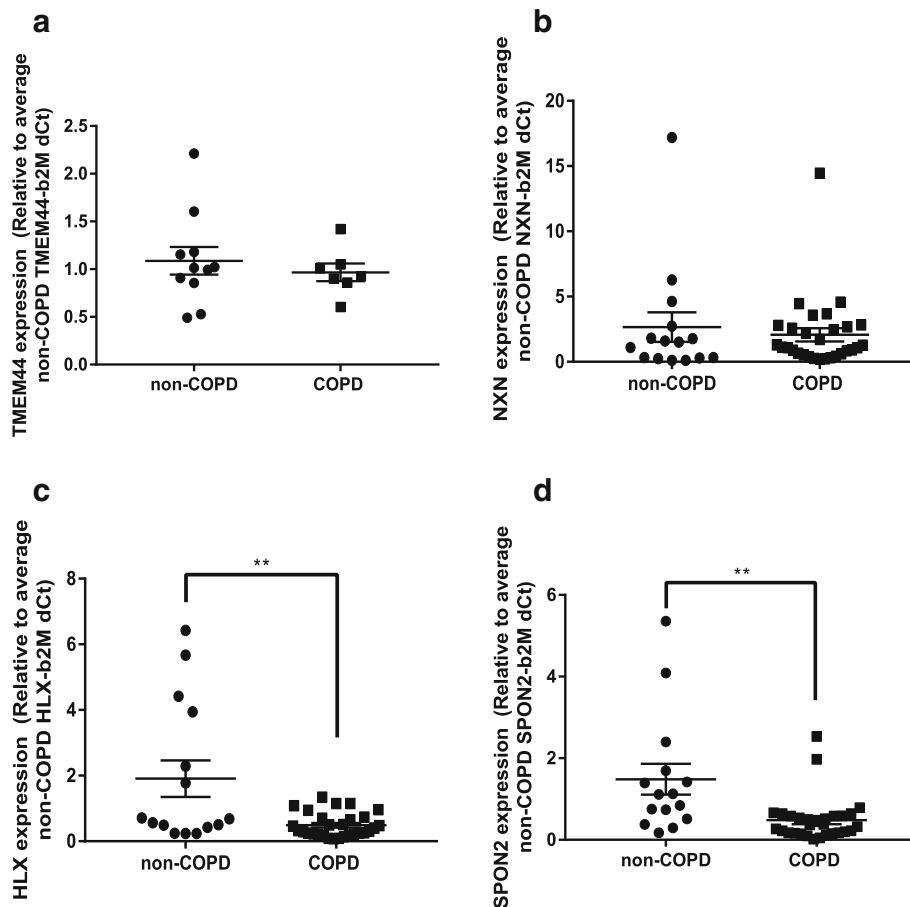 a
TMEM44 expression (Relative to average
non-COPD TMEM44-b2M dCt)
2.5
2.0
1.5
1.0
0.5
0.0
non-COPD COPD
b
NXN expression (Relative to average
non-COPD NXN-b2M dCt)
20
15
10
5
0
non-COPD COPD
c
HLX expression (Relative to average
non-COPD HLX-b2M dCt)
8
6
4
2
0
**
non-COPD COPD
d
SPON2 expression (Relative to average
non-COPD SPON2-b2M dCt)
6
4
2
0
**
non-COPD COPD